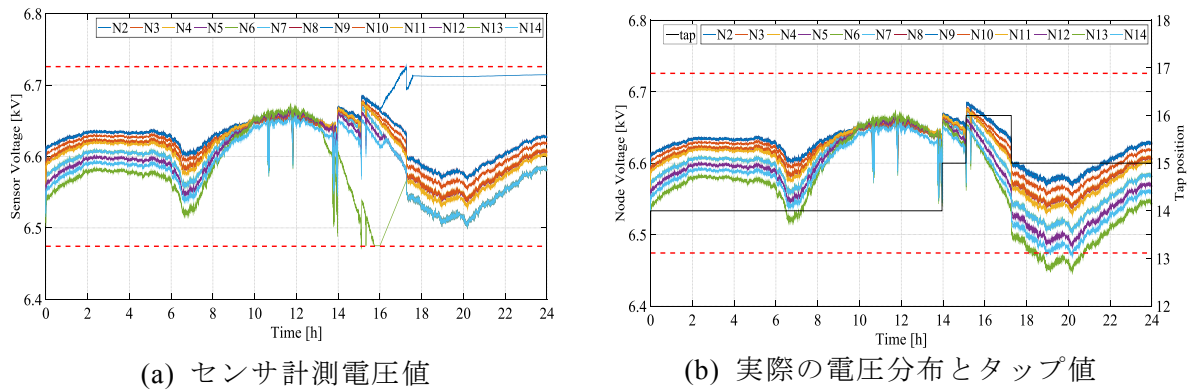 N2 N3 N4 N5 N6 N7 N8 N9 N10 N11 N12 N13 N14
6.8
6.7
6.6
6.5
6.4
Sensor Voltage [kV]
0 2 4 6 8 10 12 14 16 18 20 22 24
Time [h]
(a) センサ計測電圧値
tap N2 N3 N4 N5 N6 N7 N8 N9 N10 N11 N12 N13 N14
6.8
6.7
6.6
6.5
6.4
Node Voltage [kV]
18
17
16
15
14
13
12
Tap position
0 2 4 6 8 10 12 14 16 18 20 22 24
Time [h]
(b) 実際の電圧分布とタップ値